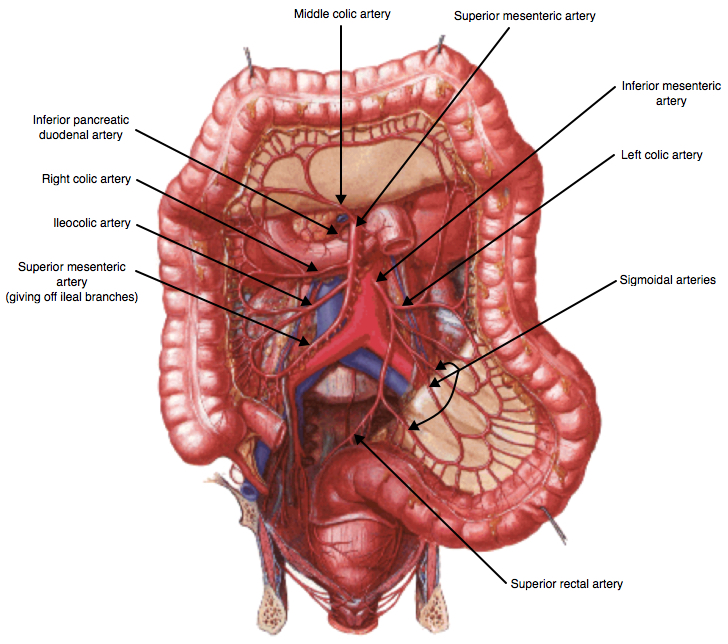 Middle colic artery
Superior mesenteric artery
Inferior mesenteric
artery
Inferior pancreatic
duodenal artery
Left colic artery
Right colic artery
Ileocolic artery
Superior mesenteric
artery
(giving off ileal branches)
Sigmoidal arteries
Superior rectal artery